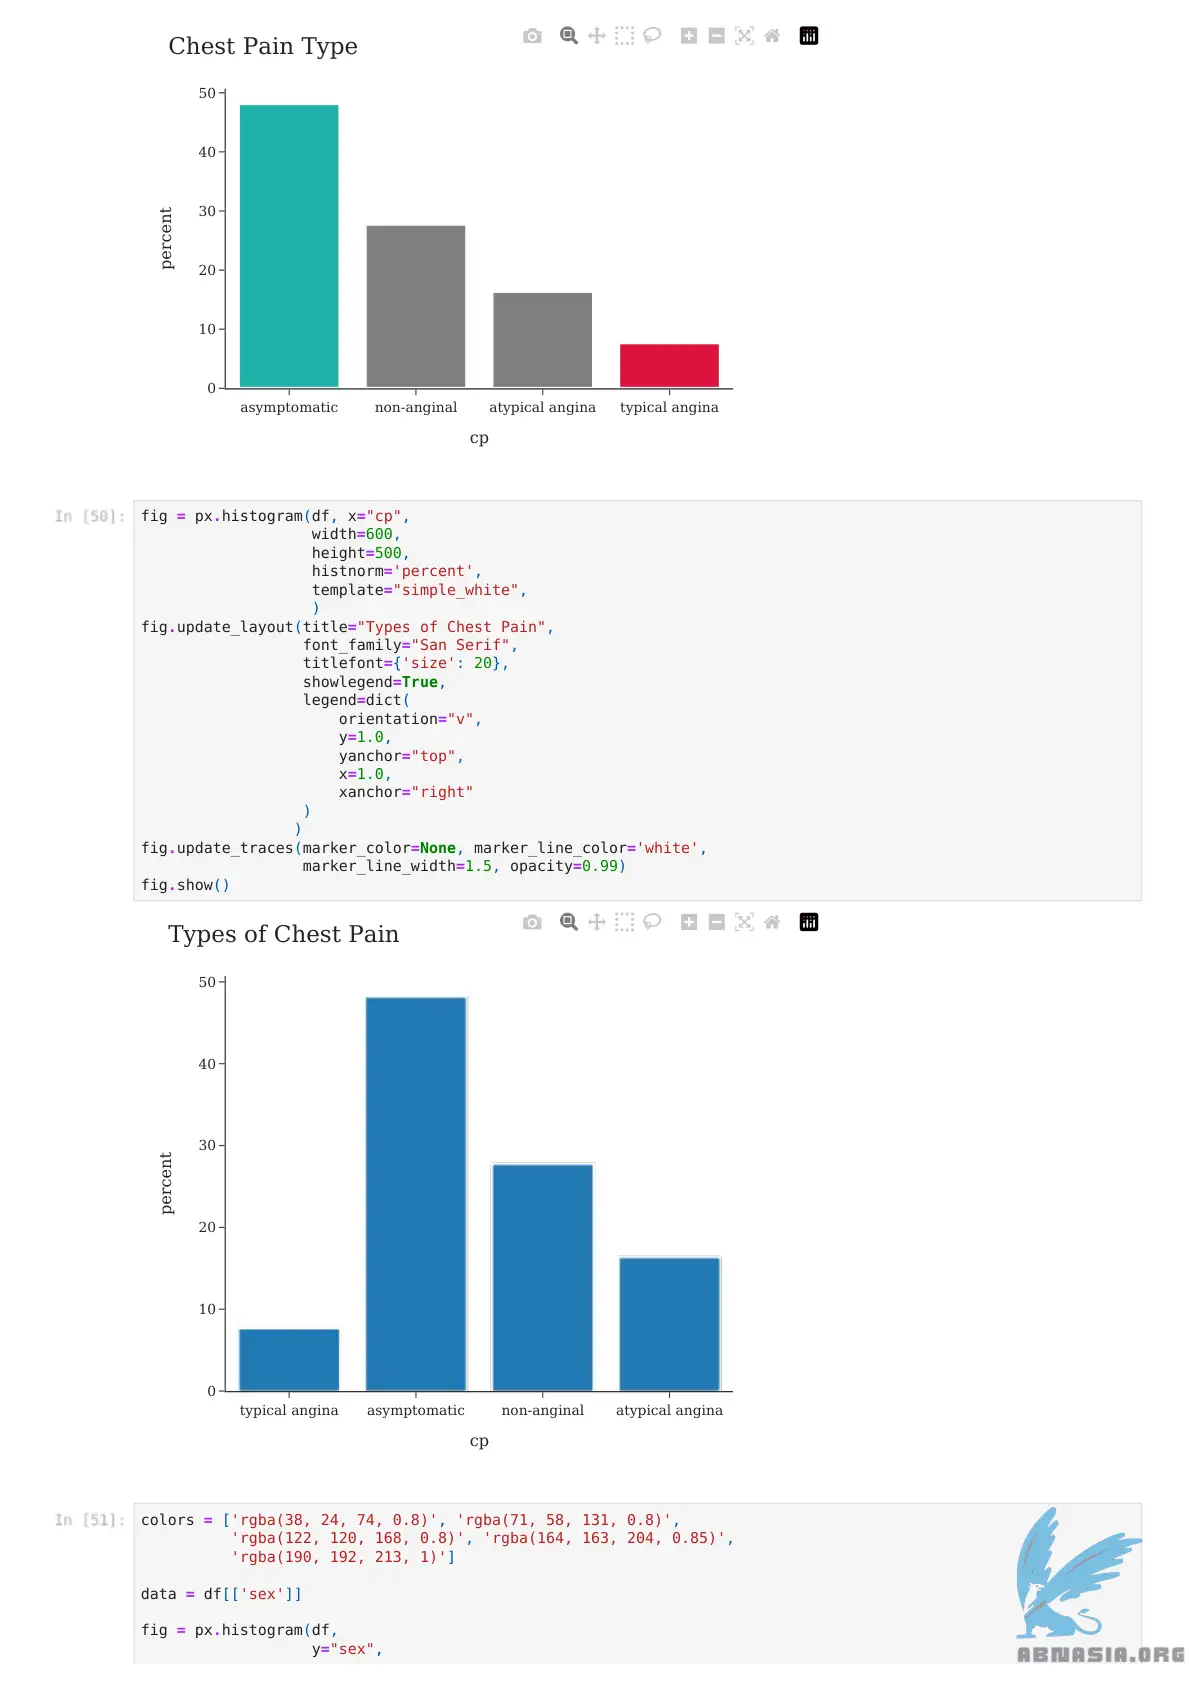 Chest Pain Type
50
40
30
20
10
0
percent
asymptomatic non-anginal atypical angina typical angina
cp
In [50]:
fig = px.histogram(df, x="cp",
width=600,
height=500,
histnorm='percent',
template="simple_white",
)
fig.update_layout(title="Types of Chest Pain",
font_family="San Serif",
titlefont={'size': 20},
showlegend=True,
legend=dict(
orientation="v",
y=1.0,
yanchor="top",
x=1.0,
xanchor="right"
)
)
fig.update_traces(marker_color=None, marker_line_color='white',
marker_line_width=1.5, opacity=0.99)
fig.show()
Types of Chest Pain
50
40
30
20
10
0
percent
typical angina asymptomatic non-anginal atypical angina
cp
In [51]:
colors = ['rgba(38, 24, 74, 0.8)', 'rgba(71, 58, 131, 0.8)',
'rgba(122, 120, 168, 0.8)', 'rgba(164, 163, 204, 0.85)',
'rgba(190, 192, 213, 1)']
data = df[['sex']]
fig = px.histogram(df,
y="sex",
ABNASIA.ORG